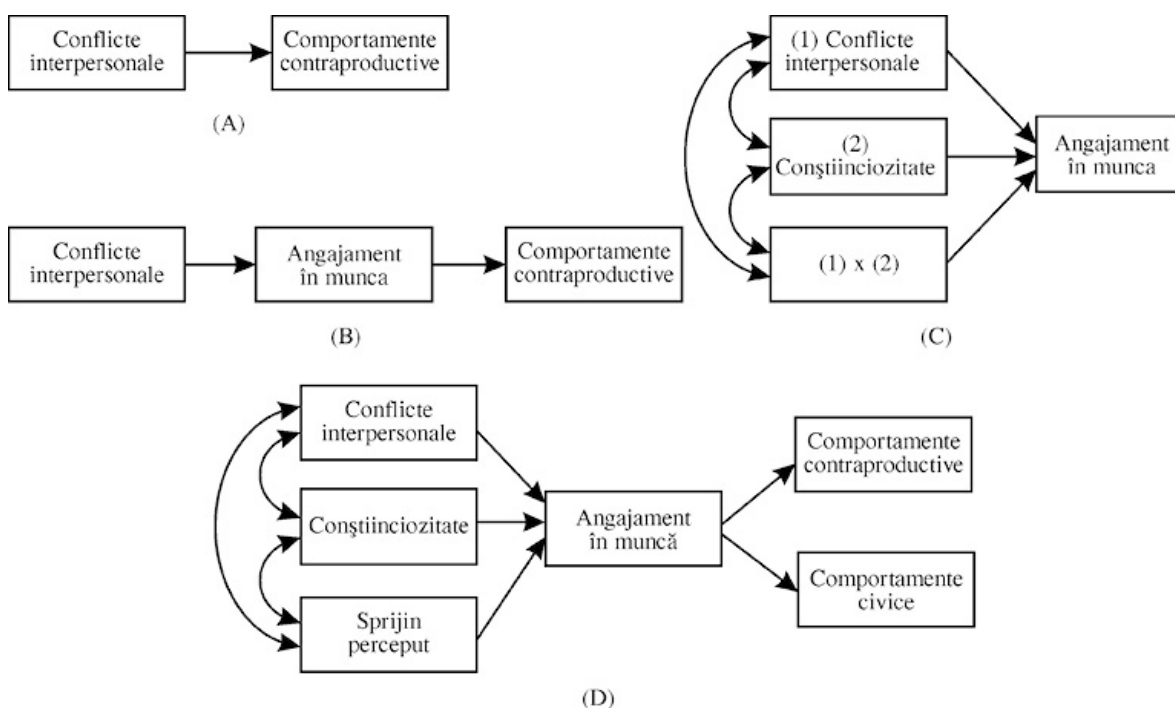 Conflicte
interpersonale
Comportamente
contraproductive
(A)
Conflicte
interpersonale
Angajament
în munca
Comportamente
contraproductive
(B)
(1) Conflicte
interpersonale
(2)
Conştiinciozitate
(1) x (2)
Angajament
în munca
(C)
Conflicte
interpersonale
Conştiinciozitate
Sprijin
perceput
Angajament
în muncă
Comportamente
contraproductive
Comportamente
civice
(D)